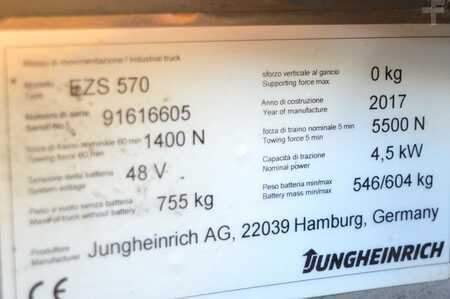 Mezzo di movimentazione / Industrial truck
Modello
Type EZS 570
Numero di serie
Serial No. 91616605
forza di traino nominale 60 min
Towing force 60 min 1400 N
Tensione della batteria
System voltage 48 V
Peso a vuoto senza batteria
Mass of truck without battery 755 kg
sforzo verticale al gancio
Supporting force max. 0 kg
Anno di costruzione
Year of construction 2017
forza di traino nominale 5 min
Towing force 5 min 5500 N
Capacità di trazione
Nominal power 4,5 kW
Peso batteria min/max
Battery mass min/max 546/604 kg
Produttore
Manufacturer Jungheinrich AG, 22039 Hamburg, Germany
CE JUNGHEINRICH